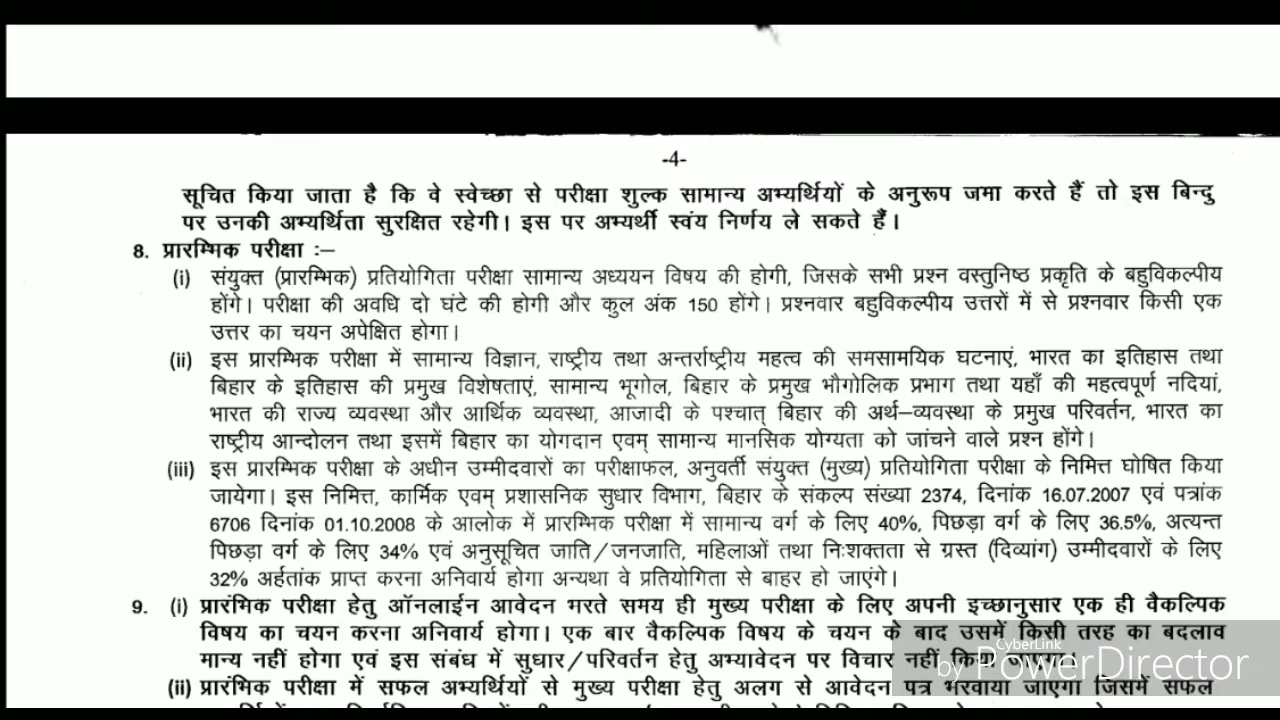 -4-
सूचित किया जाता है कि वे स्वेच्छा से परीक्षा शुल्क सामान्य अभ्यर्थियों के अनुरूप जमा करते हैं तो इस बिन्दु
पर उनकी अभ्यर्थिता सुरक्षित रहेगी। इस पर अभ्यर्थी स्वंय निर्णय ले सकते हैं।
8. प्रारम्भिक परीक्षा :–
(i) संयुक्त (प्रारम्भिक) प्रतियोगिता परीक्षा सामान्य अध्ययन विषय की होगी, जिसके सभी प्रश्न वस्तुनिष्ठ प्रकृति के बहुविकल्पीय
होंगे। परीक्षा की अवधि दो घंटे की होगी और कुल अंक 150 होंगे। प्रश्नवार बहुविकल्पीय उत्तरों में से प्रश्नवार किसी एक
उत्तर का चयन अपेक्षित होगा।
(ii) इस प्रारम्भिक परीक्षा में सामान्य विज्ञान, राष्ट्रीय तथा अन्तर्राष्ट्रीय महत्व की समसामयिक घटनाएं, भारत का इतिहास तथा
बिहार के इतिहास की प्रमुख विशेषताएं, सामान्य भूगोल, बिहार के प्रमुख भौगोलिक प्रभाग तथा यहाँ की महत्वपूर्ण नदियां,
भारत की राज्य व्यवस्था और आर्थिक व्यवस्था, आजादी के पश्चात् बिहार की अर्थ–व्यवस्था के प्रमुख परिवर्तन, भारत का
राष्ट्रीय आन्दोलन तथा इसमें बिहार का योगदान एवम् सामान्य मानसिक योग्यता को जांचने वाले प्रश्न होंगे।
(iii) इस प्रारम्भिक परीक्षा के अधीन उम्मीदवारों का परीक्षाफल, अनुवर्ती संयुक्त (मुख्य) प्रतियोगिता परीक्षा के निमित्त घोषित किया
जायेगा। इस निमित्त, कार्मिक एवम् प्रशासनिक सुधार विभाग, बिहार के संकल्प संख्या 2374, दिनांक 16.07.2007 एवं पत्रांक
6706 दिनांक 01.10.2008 के आलोक में प्रारम्भिक परीक्षा में सामान्य वर्ग के लिए 40%, पिछड़ा वर्ग के लिए 36.5%, अत्यन्त
पिछड़ा वर्ग के लिए 34% एवं अनुसूचित जाति/जनजाति, महिलाओं तथा निःशक्तता से ग्रस्त (दिव्यांग) उम्मीदवारों के लिए
32% अर्हतांक प्राप्त करना अनिवार्य होगा अन्यथा वे प्रतियोगिता से बाहर हो जाएंगे।
9. (i) प्रारंभिक परीक्षा हेतु ऑनलाईन आवेदन भरते समय ही मुख्य परीक्षा के लिए अपनी इच्छानुसार एक ही वैकल्पिक
विषय का चयन करना अनिवार्य होगा। एक बार वैकल्पिक विषय के चयन के बाद उसमें किसी तरह का बदलाव
मान्य नहीं होगा एवं इस संबंध में सुधार/परिवर्तन हेतु अभ्यावेदन पर विचार नहीं किया जाएगा।
CyberLink
by PowerDirector
(ii) प्रारंभिक परीक्षा में सफल अभ्यर्थियों से मुख्य परीक्षा हेतु अलग से आवेदन पत्र भरवाया जाएगा जिसमें सफल